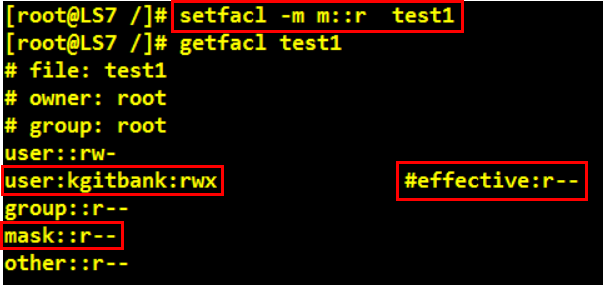 [root@LS7 /]# setfacl -m m::r  test1
[root@LS7 /]# getfacl test1
# file: test1
# owner: root
# group: root
user::rw-
user:kgitbank:rwx                 #effective:r--
group::r--
mask::r--
other::r--